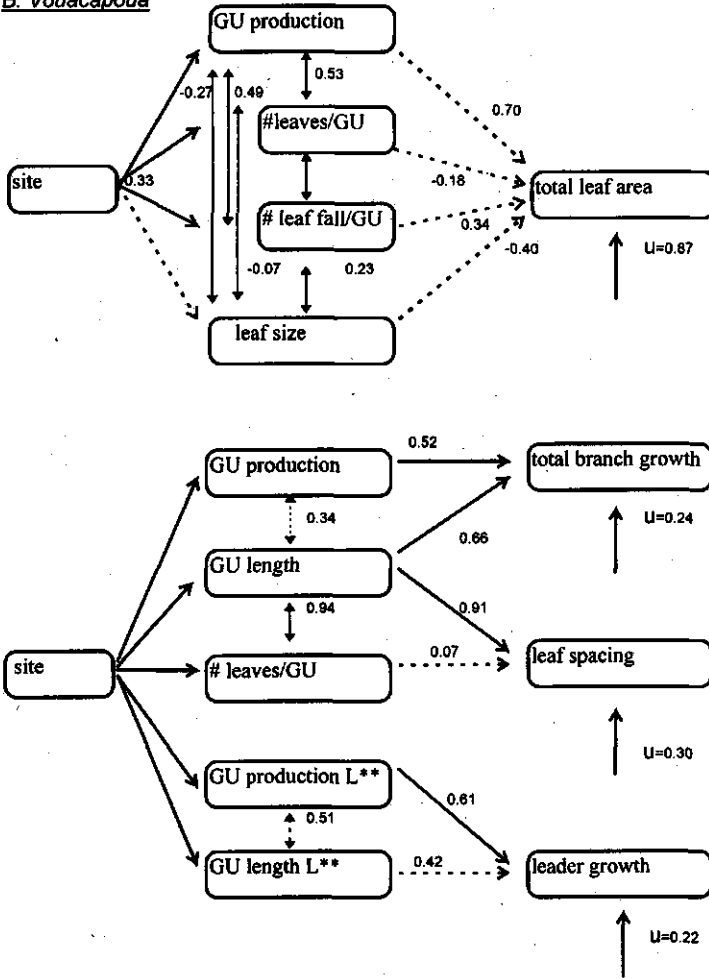 B. Vouacapoua
GU production
0.53
-0.27
0.49
0.70
#leaves/GU
site
0.33
-0.18
total leaf area
# leaf fall/GU
0.34
-0.07
0.23
-0.40
u=0.87
leaf size
0.52
GU production
total branch growth
0.34
u=0.24
0.66
GU length
0.94
0.91
site
# leaves/GU
0.07
leaf spacing
u=0.30
GU production L**
0.61
0.51
GU length L**
0.42
leader growth
u=0.22